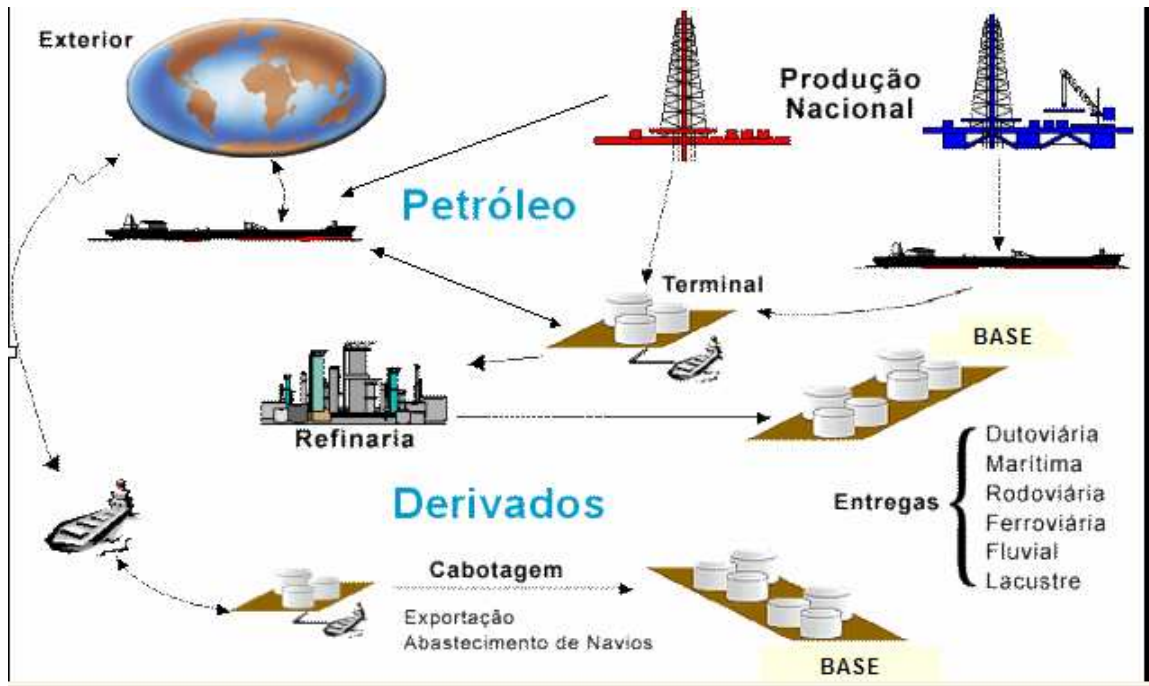 Exterior
Produção
Nacional
Petróleo
Terminal
BASE
Refinaria
Derivados
Entregas
Dutoviária
Marítima
Rodoviária
Ferroviária
Fluvial
Lacustre
Cabotagem
Exportação
Abastecimento de Navios
BASE